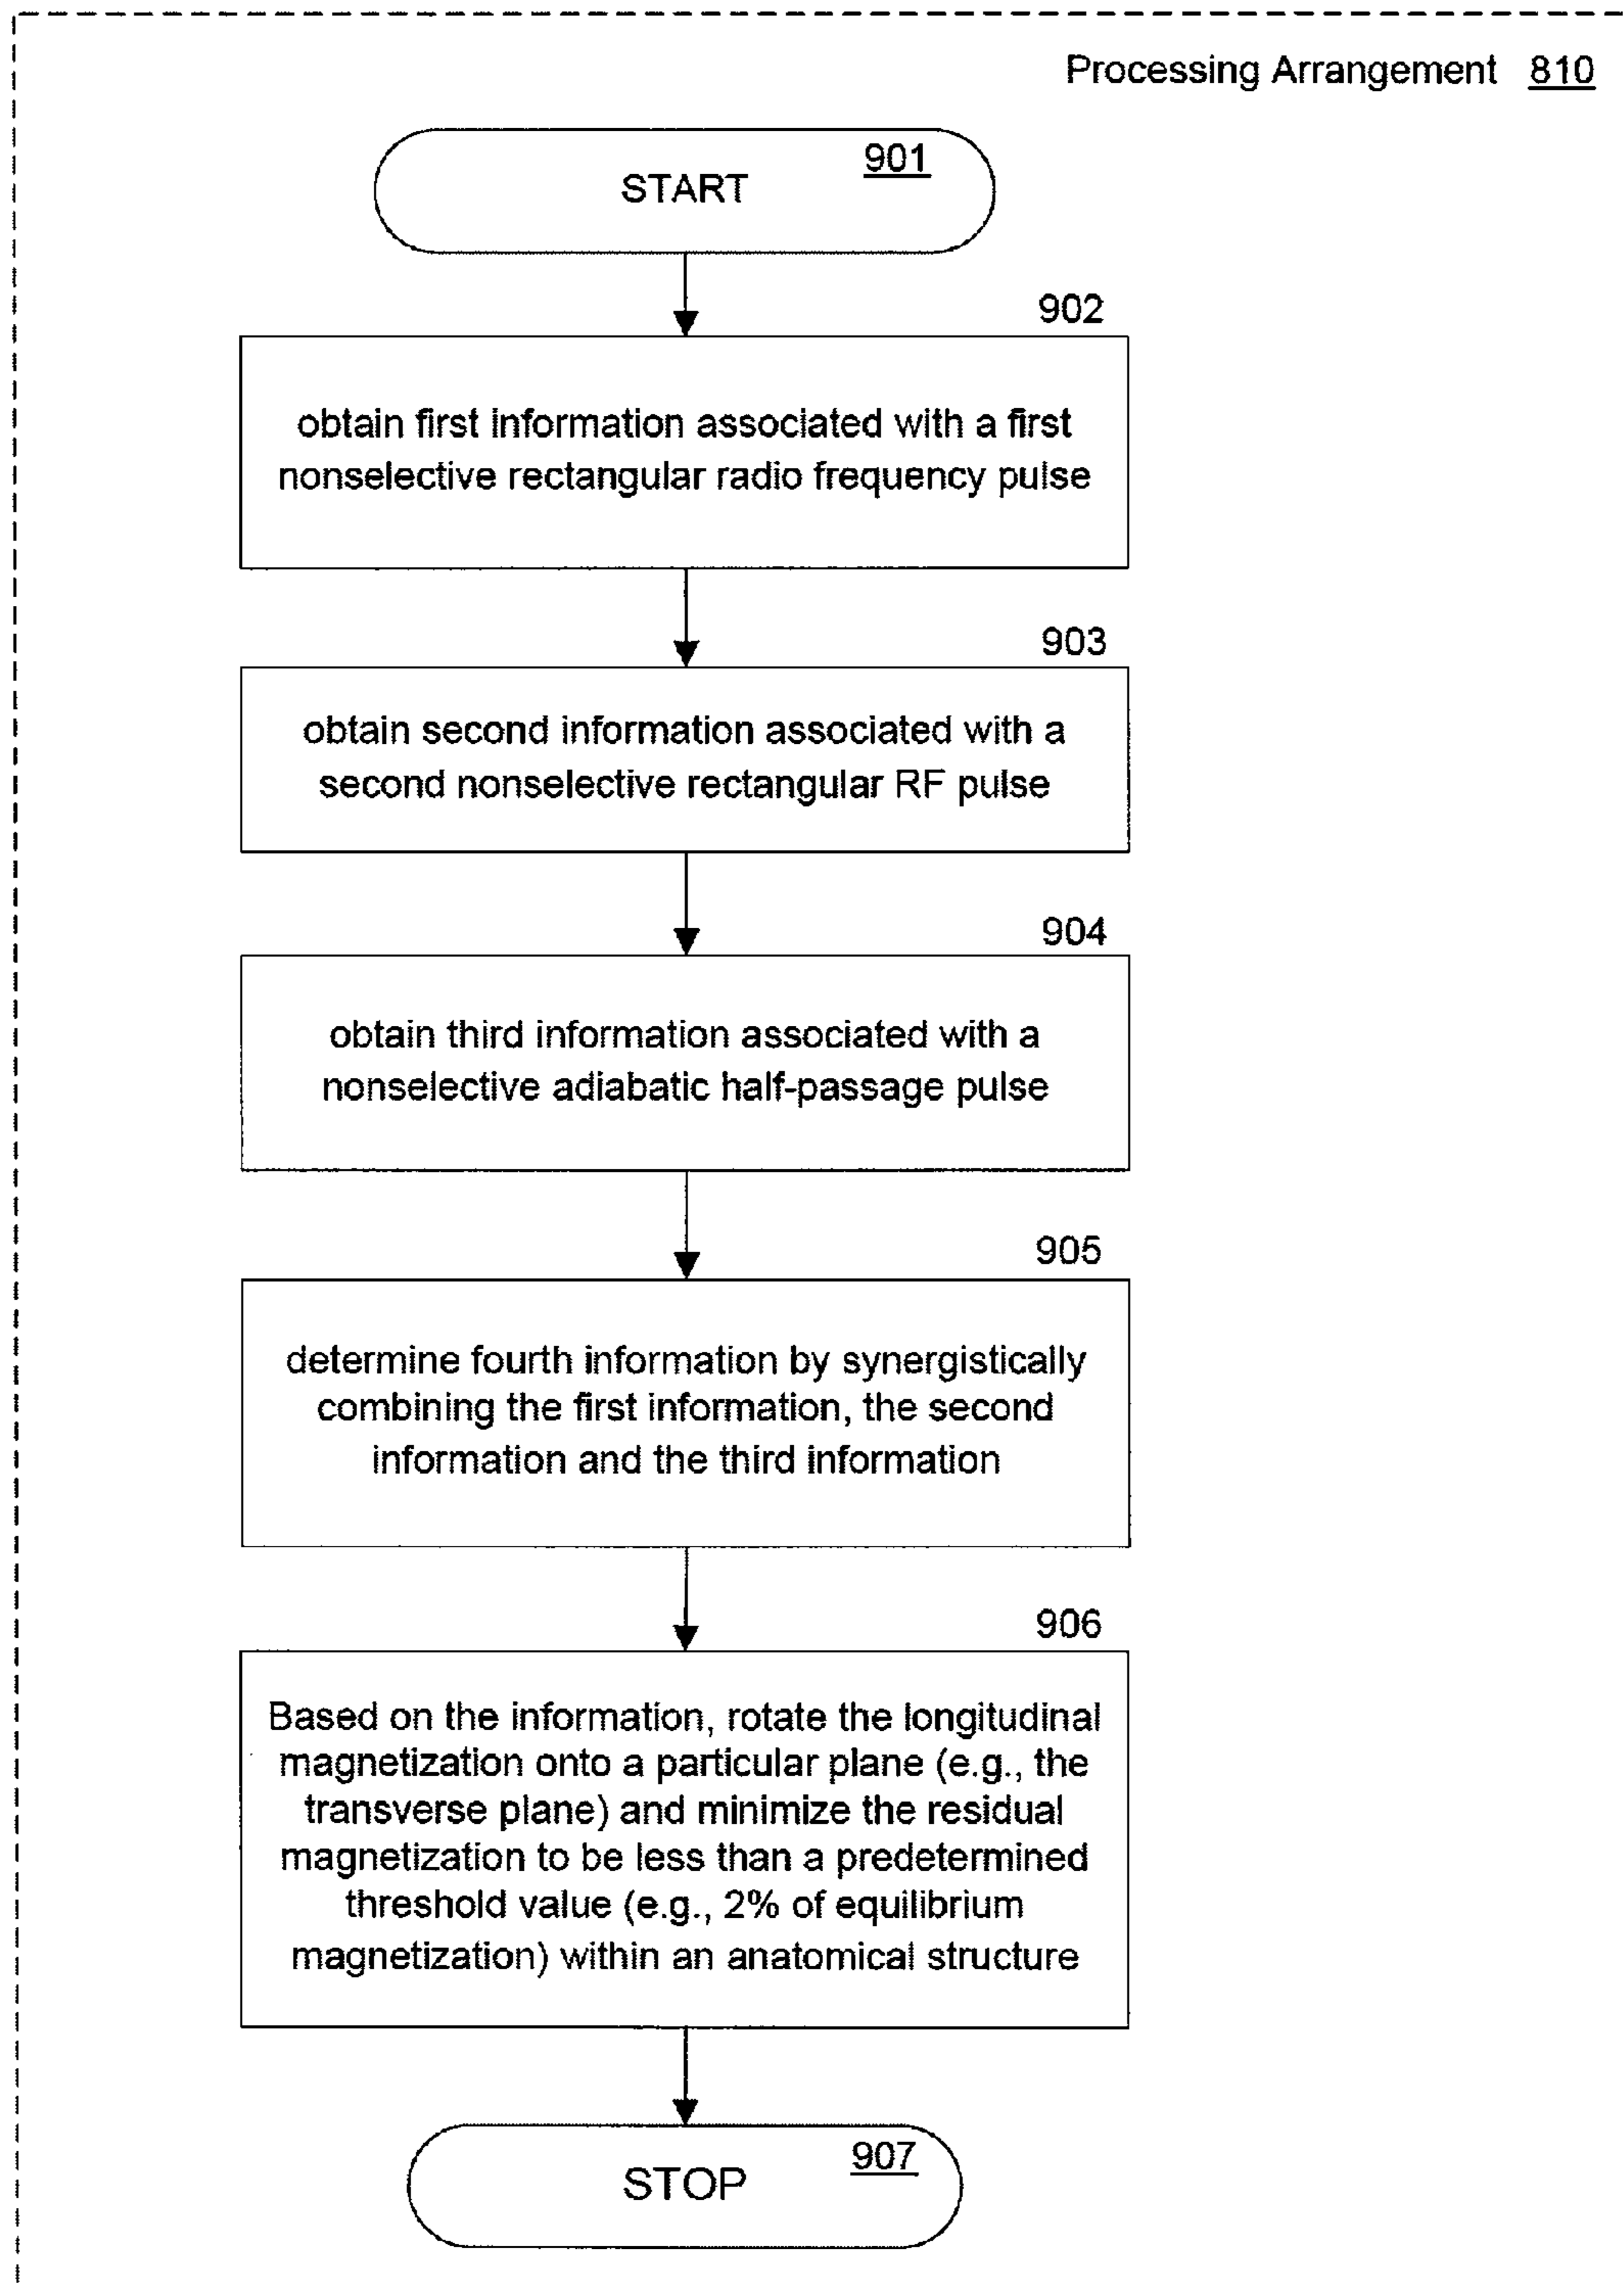 Processing Arrangement 810
901
START
902
obtain first information associated with a first
nonselective rectangular radio frequency pulse
903
obtain second information associated with a
second nonselective rectangular RF pulse
904
obtain third information associated with a
nonselective adiabatic half-passage pulse
905
determine fourth information by synergistically
combining the first information, the second
information and the third information
906
Based on the information, rotate the longitudinal
magnetization onto a particular plane (e.g., the
transverse plane) and minimize the residual
magnetization to be less than a predetermined
threshold value (e.g., 2% of equilibrium
magnetization) within an anatomical structure
907
STOP